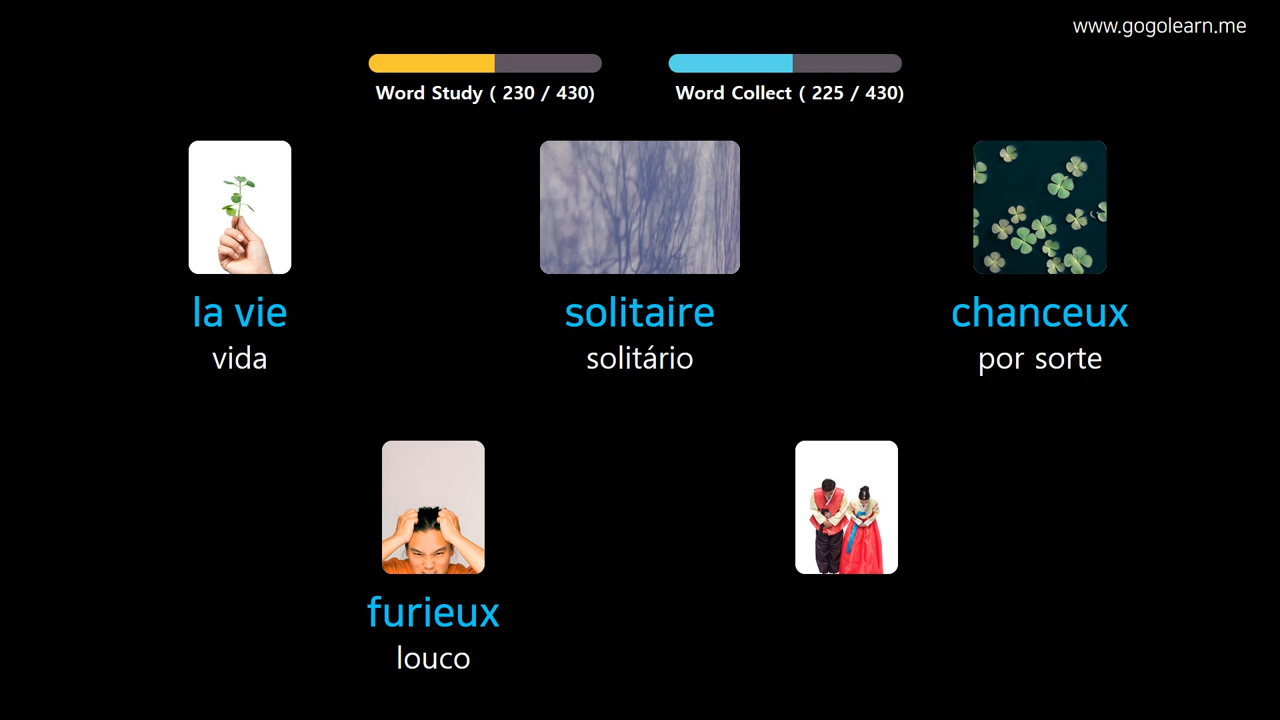 www.gogolearn.me
Word Study ( 230 / 430)
Word Collect ( 225 / 430)
la vie
vida
solitaire
solitário
chanceux
por sorte
furieux
louco